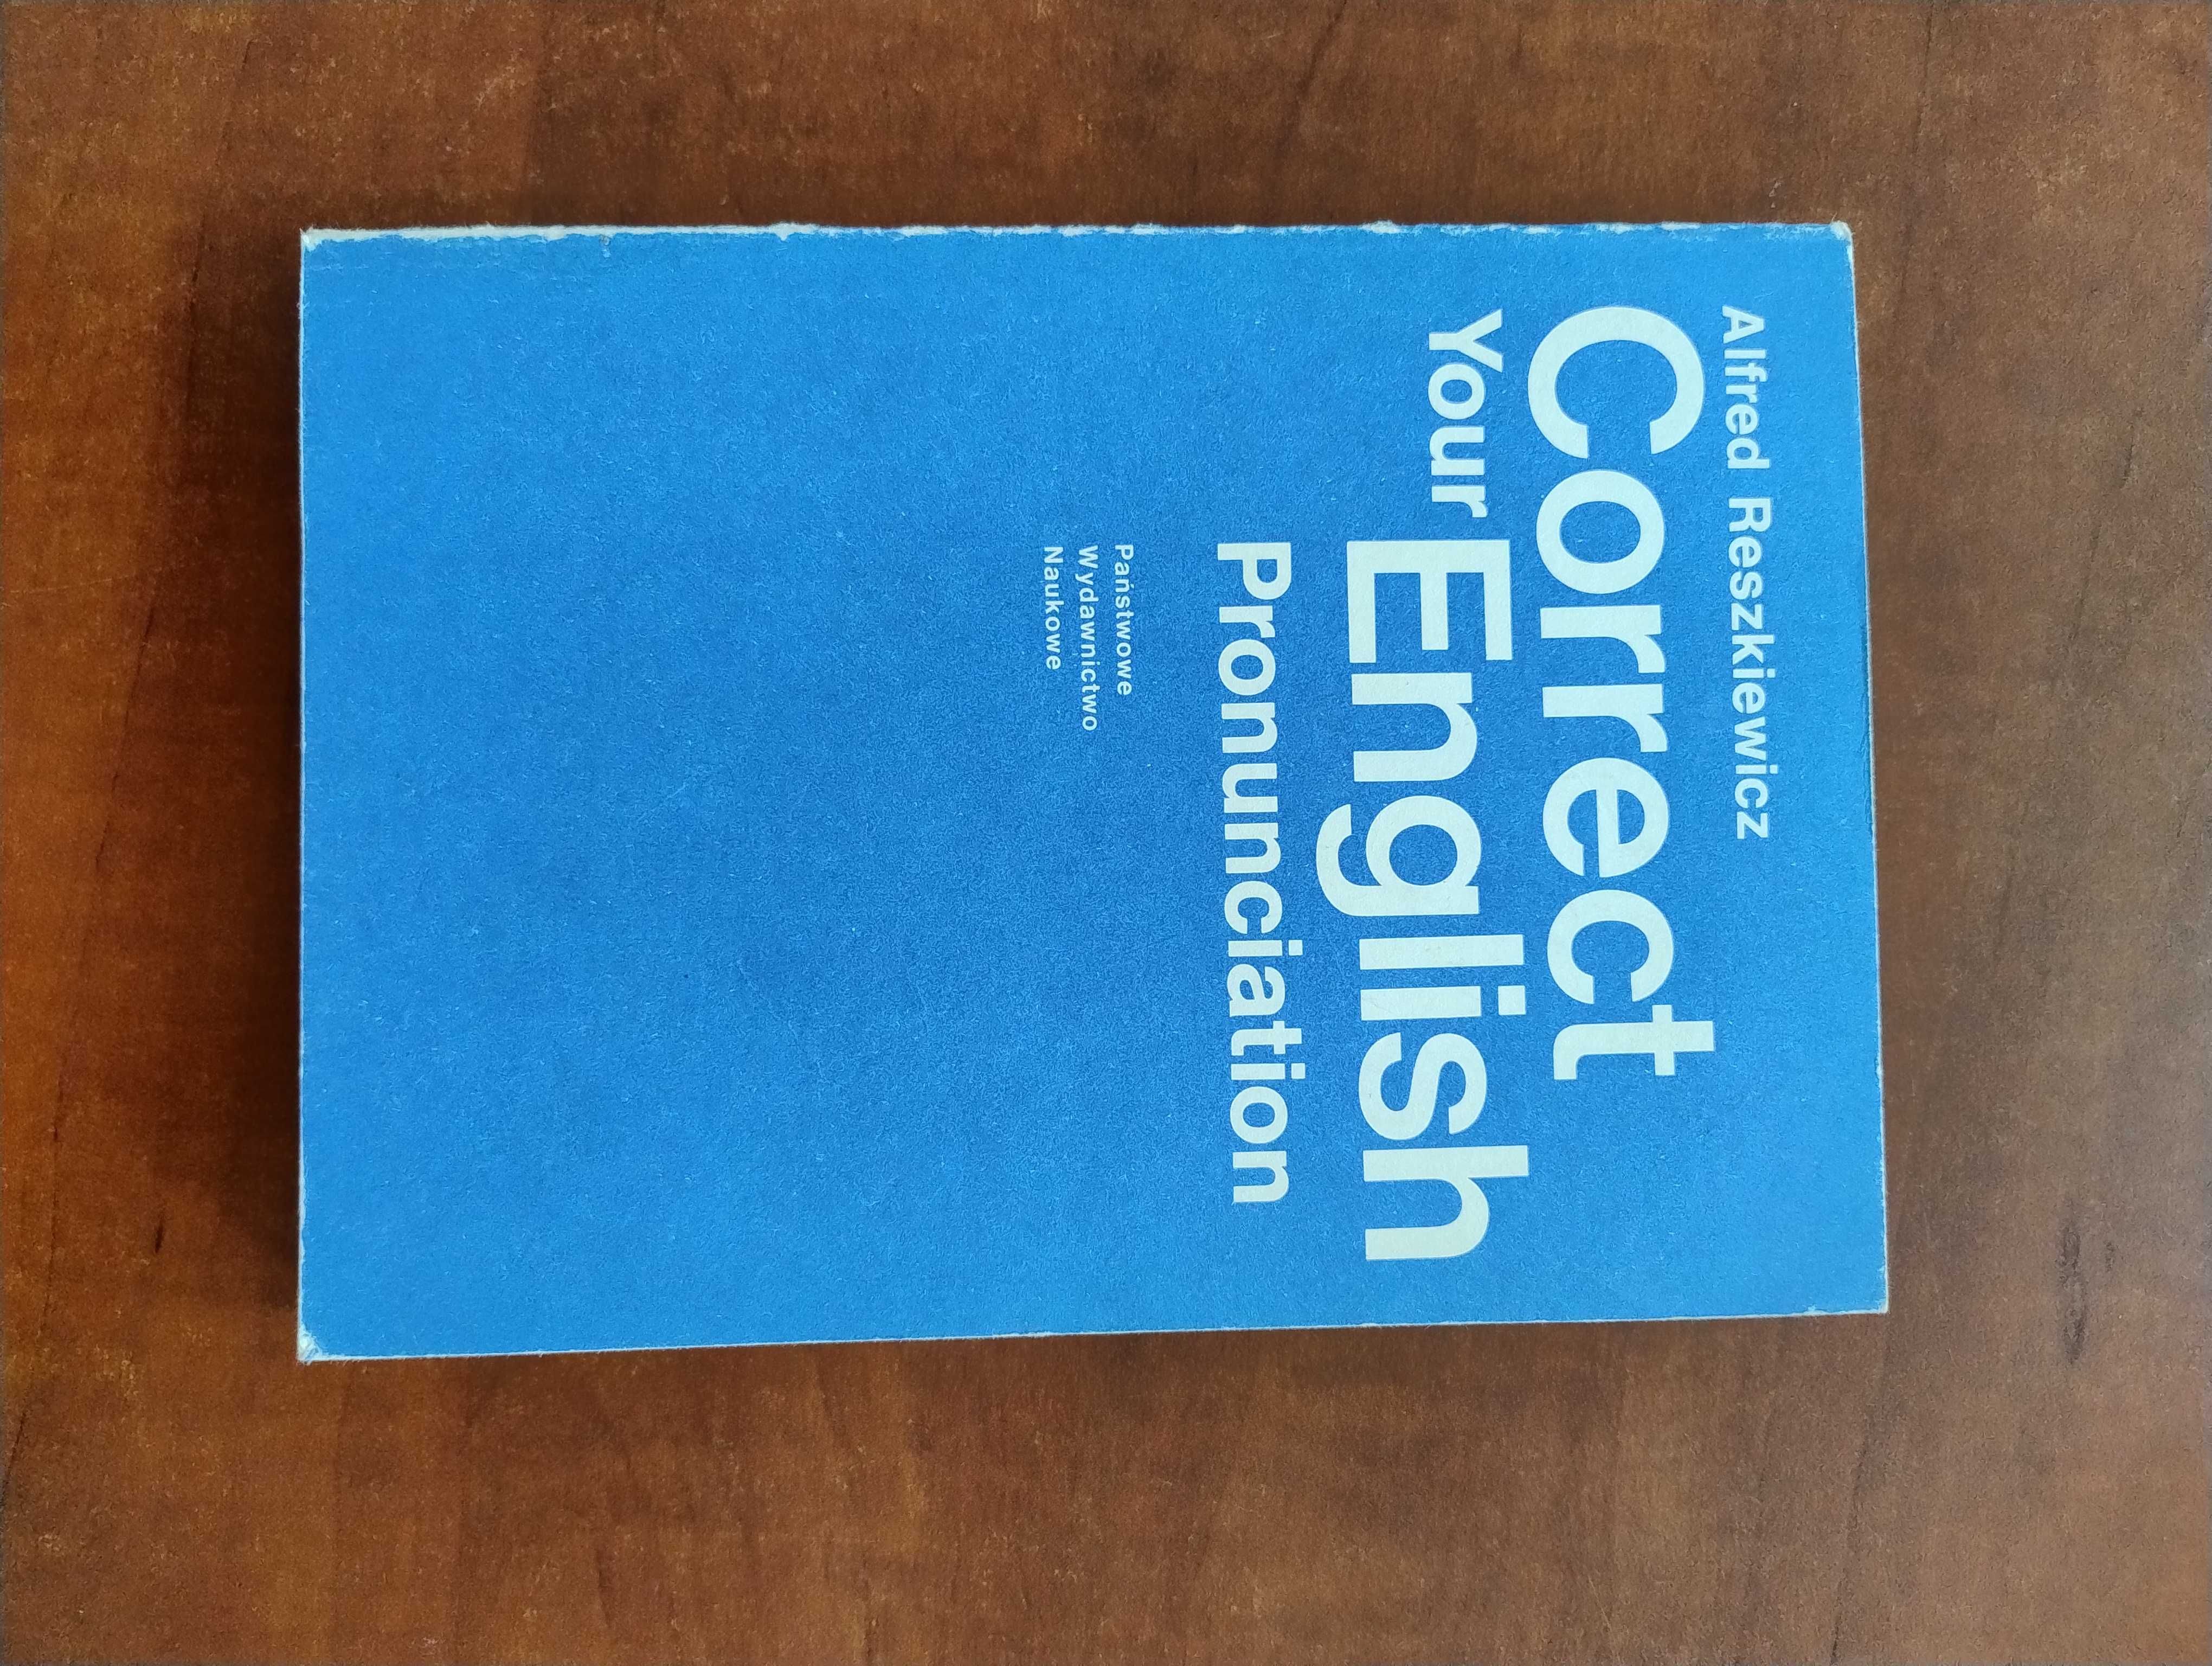 Alfred Reszkiewicz
Correct
Your English
Pronunciation
Państwowe
Wydawnictwo
Naukowe